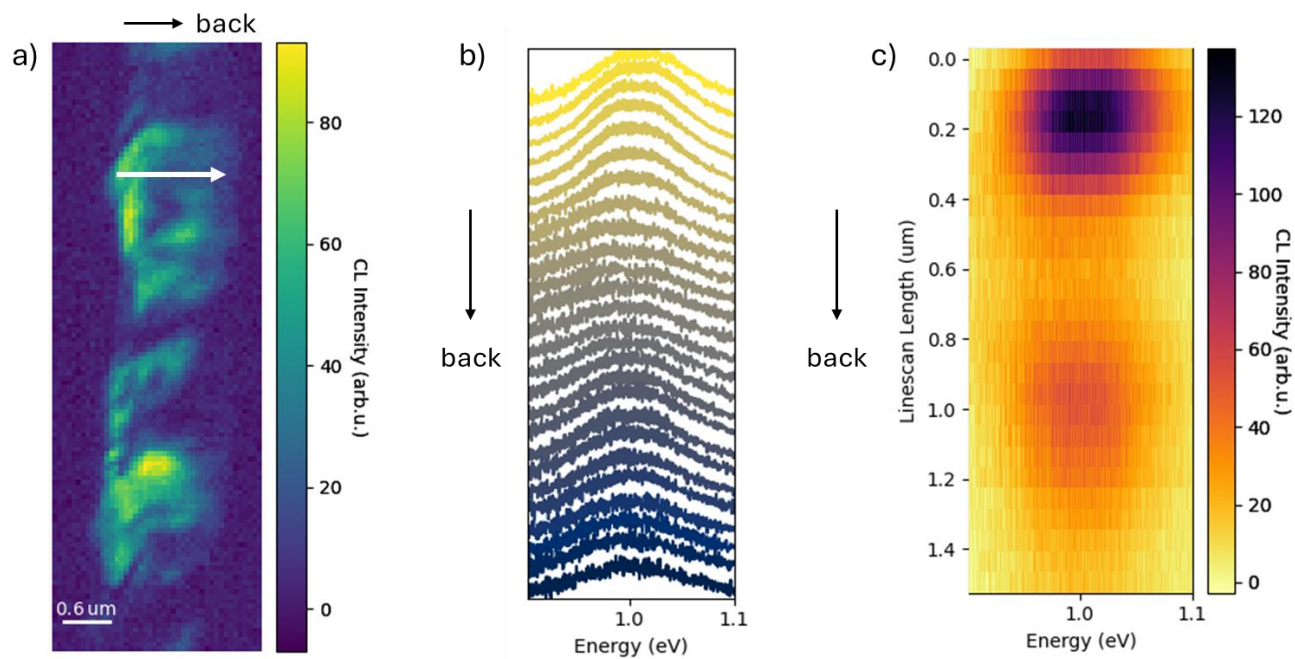 → back
a)
80
60
40
20
0
CL Intensity (arb.u.)
0.6 um
b)
back
1.0
1.1
Energy (eV)
c)
back
0.0
0.2
0.4
0.6
0.8
1.0
1.2
1.4
Linescan Length (um)
1.0
1.1
Energy (eV)
120
100
80
60
40
20
0
CL Intensity (arb.u.)